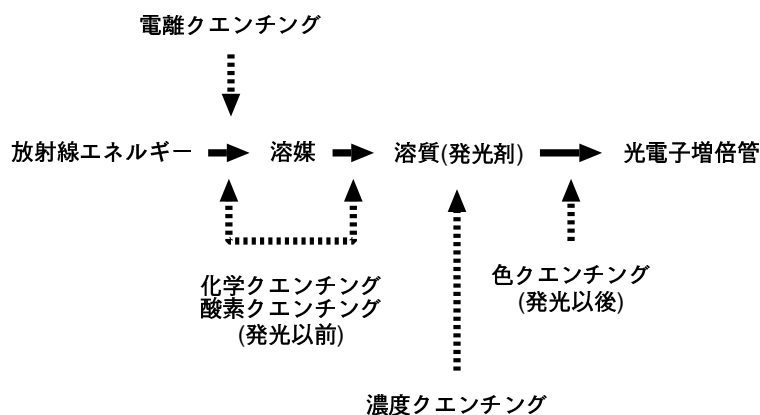 電離クエンチング
放射線エネルギー 溶媒 溶質(発光剤) 光電子増倍管
化学クエンチング
酸素クエンチング
(発光以前)
色クエンチング
(発光以後)
濃度クエンチング